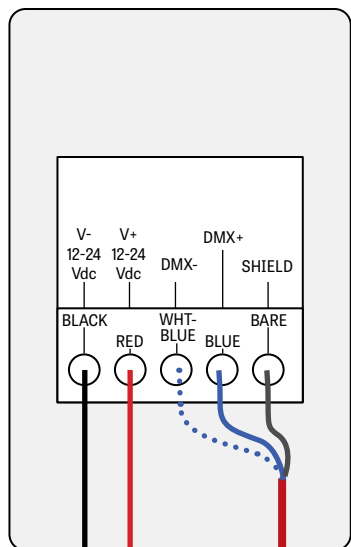 V-
12-24
Vdc
V+
12-24
Vdc
DMX-
DMX+
SHIELD
BLACK
RED
WHT-
BLUE
BLUE
BARE